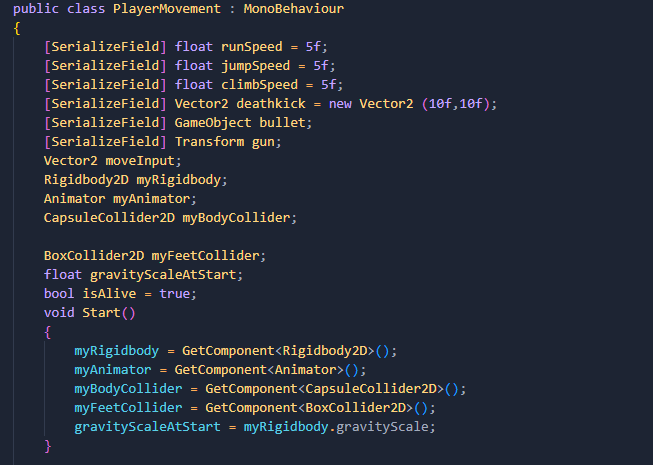 public class PlayerMovement : MonoBehaviour
{
    [SerializeField] float runSpeed = 5f;
    [SerializeField] float jumpSpeed = 5f;
    [SerializeField] float climbSpeed = 5f;
    [SerializeField] Vector2 deathkick = new Vector2 (10f,10f);
    [SerializeField] GameObject bullet;
    [SerializeField] Transform gun;
    Vector2 moveInput;
    Rigidbody2D myRigidbody;
    Animator myAnimator;
    CapsuleCollider2D myBodyCollider;

    BoxCollider2D myFeetCollider;
    float gravityScaleAtStart;
    bool isAlive = true;
    void Start()
    {
        myRigidbody = GetComponent<Rigidbody2D>();
        myAnimator = GetComponent<Animator>();
        myBodyCollider = GetComponent<CapsuleCollider2D>();
        myFeetCollider = GetComponent<BoxCollider2D>();
        gravityScaleAtStart = myRigidbody.gravityScale;
    }